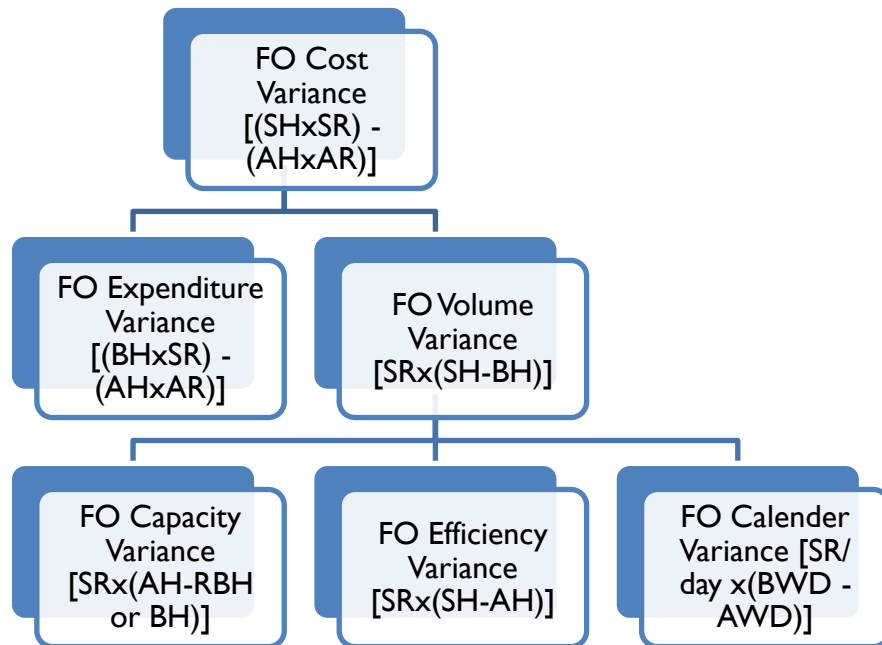 FO Cost
Variance
[(SHxSR) -
(AHxAR)]
FO Expenditure
Variance
[(BHxSR) -
(AHxAR)]
FO Volume
Variance
[SRx(SH-BH)]
FO Capacity
Variance
[SRx(AH-RBH
or BH)]
FO Efficiency
Variance
[SRx(SH-AH)]
FO Calender
Variance [SR/
day x(BWD -
AWD)]